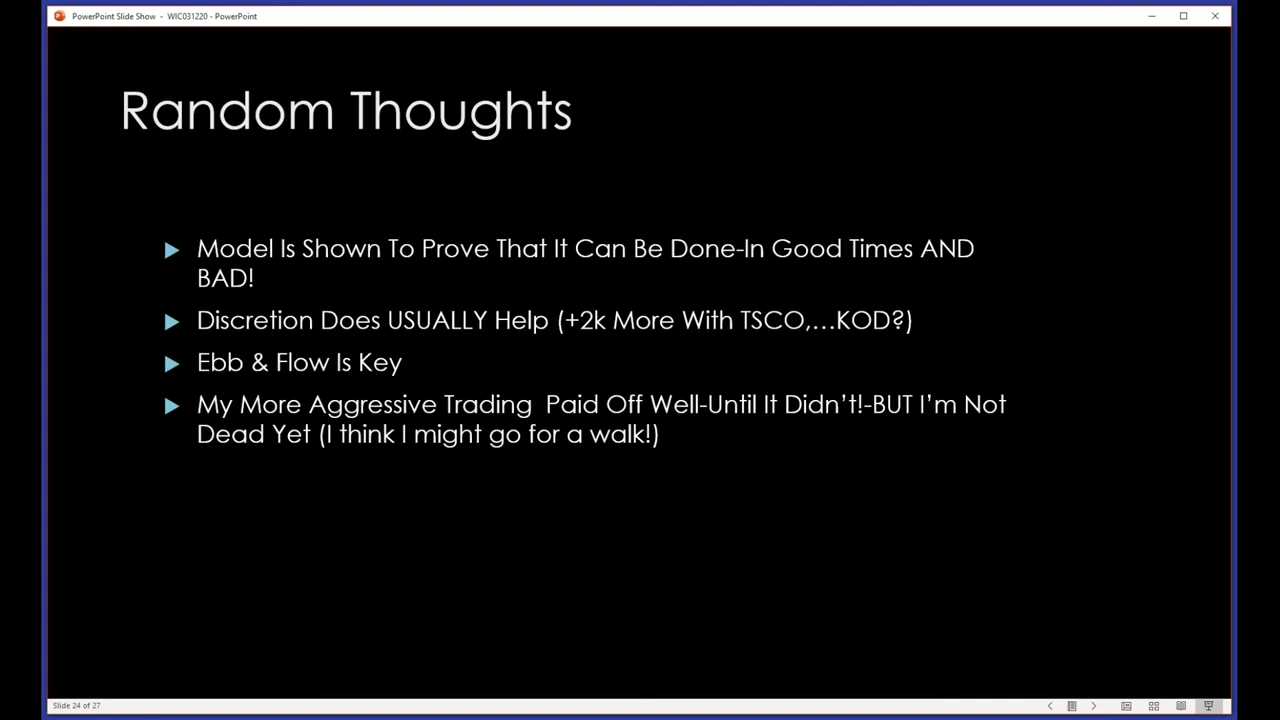 PowerPoint Slide Show - WIC031220 - PowerPoint
Random Thoughts
Model Is Shown To Prove That It Can Be Done-In Good Times AND
BAD!
Discretion Does USUALLY Help (+2k More With TSCO,…KOD?)
Ebb & Flow Is Key
My More Aggressive Trading  Paid Off Well-Until It Didn’t!-BUT I’m Not
Dead Yet (I think I might go for a walk!)
Slide 24 of 27